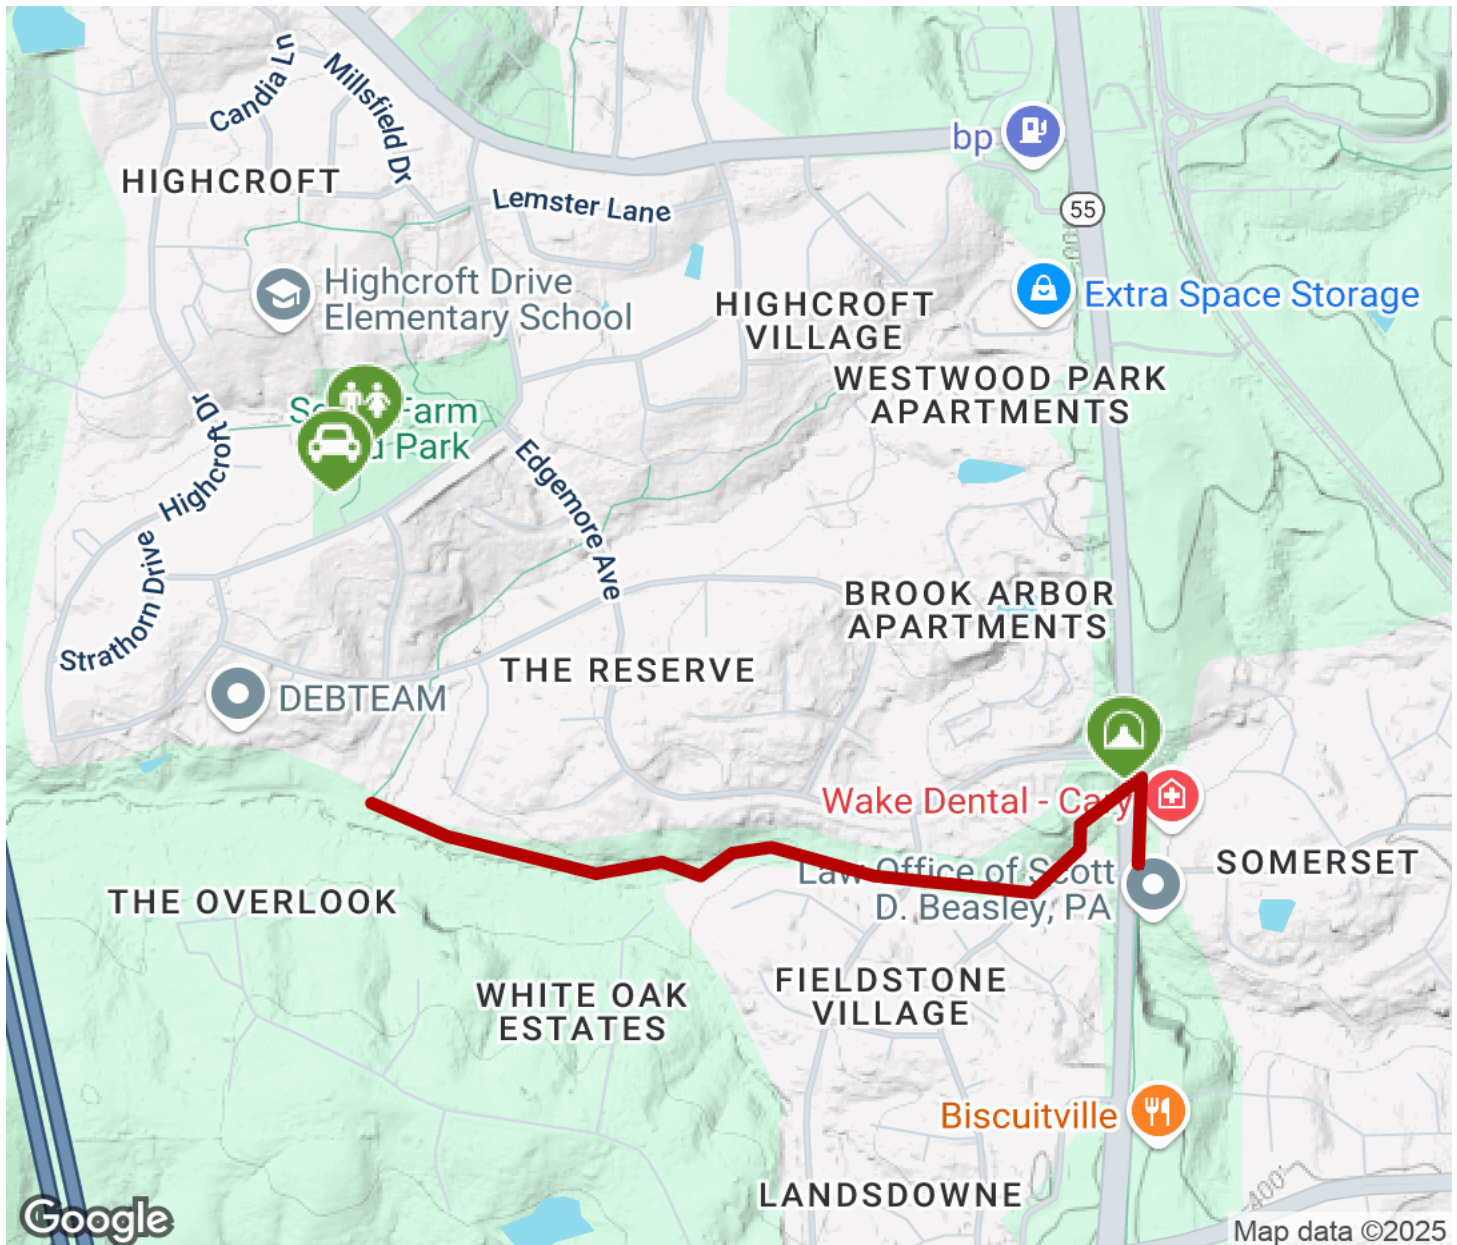 Candia Ln
Millsfield Dr
bp
HIGHCROFT
Lemster Lane
55
Highcroft Drive
Elementary School
HIGHCROFT
VILLAGE
Extra Space Storage
WESTWOOD PARK
APARTMENTS
Farm
Park
Highcroft Dr
Edgemore Ave
Strathorn Drive
BROOK ARBOR
APARTMENTS
THE RESERVE
DEBTEAM
Wake Dental - Cary
Law Office of Scott
D. Beasley, PA
SOMERSET
THE OVERLOOK
FIELDSTONE
VILLAGE
WHITE OAK
ESTATES
Biscuitville
LANDSDOWNE
400'
Google
Map data ©2025